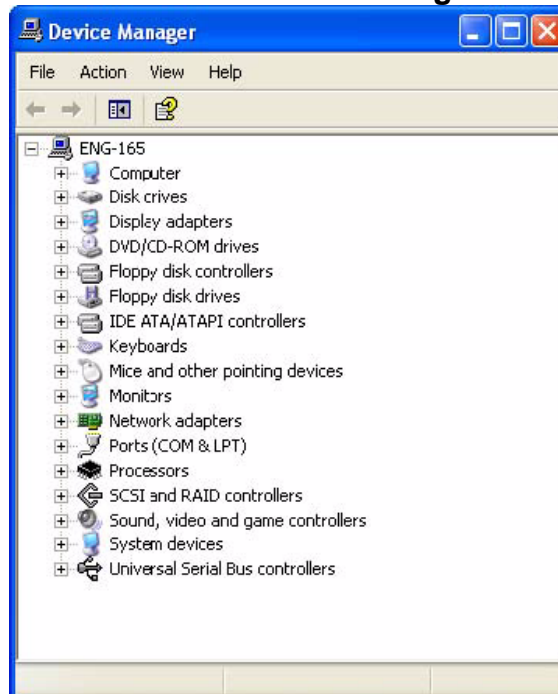 Device Manager
File Action View Help
ENG-165
Computer
Disk crives
Display adapters
DVD/CD-ROM drives
Floppy disk controllers
Floppy disk drives
IDE ATA/ATAPI controllers
Keyboards
Mice and other pointing devices
Monitors
Network adapters
Ports (COM & LPT)
Processors
SCSI and RAID controllers
Sound, video and game controllers
System devices
Universal Serial Bus controllers